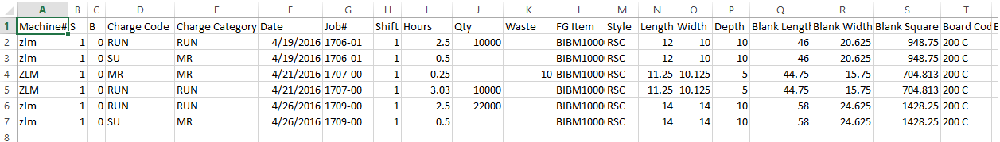 A B C D E F G H I J K L M N O P Q R S T
1 Machine# S B Charge Code Charge Category Date Job# Shift Hours Qty Waste FG Item Style Length Width Depth Blank Lengt Blank Width Blank Square Board Cod
2 zlm 1 0 RUN RUN 4/19/2016 1706-01 1 2.5 10000 BIBM1000 RSC 12 10 10 46 20.625 948.75 200 C
3 zlm 1 0 SU MR 4/19/2016 1706-01 1 0.5 BIBM1000 RSC 12 10 10 46 20.625 948.75 200 C
4 ZLM 1 0 MR MR 4/21/2016 1707-00 1 0.25 10 BIBM1000 RSC 11.25 10.125 5 44.75 15.75 704.813 200 C
5 ZLM 1 0 RUN RUN 4/21/2016 1707-00 1 3.03 10000 BIBM1000 RSC 11.25 10.125 5 44.75 15.75 704.813 200 C
6 zlm 1 0 RUN RUN 4/26/2016 1709-00 1 2.5 22000 BIBM1000 RSC 14 14 10 58 24.625 1428.25 200 C
7 zlm 1 0 SU MR 4/26/2016 1709-00 1 0.5 BIBM1000 RSC 14 14 10 58 24.625 1428.25 200 C
8